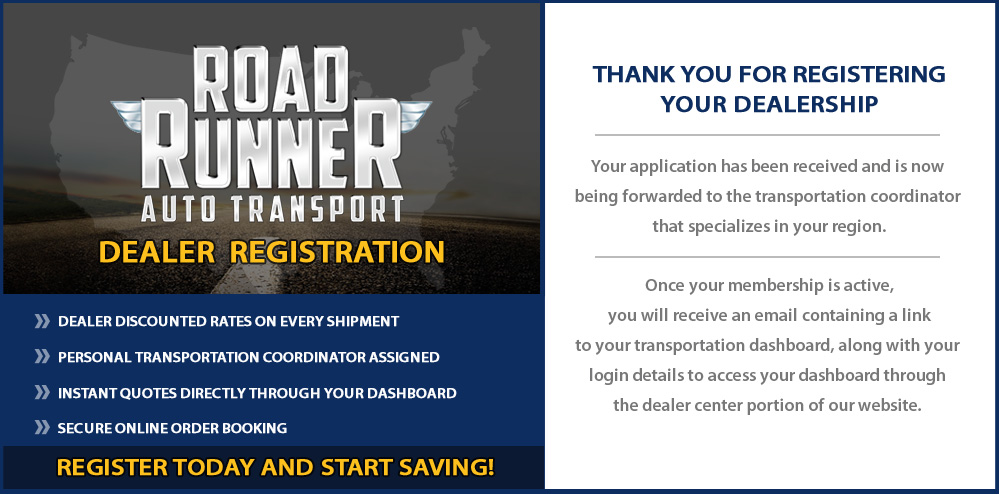 ROAD
RUNNER
AUTO TRANSPORT
DEALER REGISTRATION
DEALER DISCOUNTED RATES ON EVERY SHIPMENT
PERSONAL TRANSPORTATION COORDINATOR ASSIGNED
INSTANT QUOTES DIRECTLY THROUGH YOUR DASHBOARD
SECURE ONLINE ORDER BOOKING
REGISTER TODAY AND START SAVING!
THANK YOU FOR REGISTERING
YOUR DEALERSHIP
Your application has been received and is now
being forwarded to the transportation coordinator
that specializes in your region.
Once your membership is active,
you will receive an email containing a link
to your transportation dashboard, along with your
login details to access your dashboard through
the dealer center portion of our website.